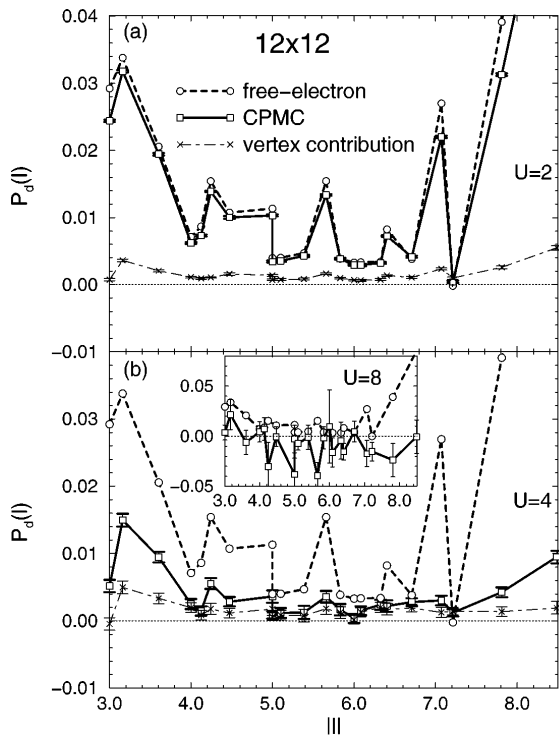 0.04
(a)
12x12
free−electron
CPMC
vertex contribution
0.03
0.02
0.01
0.00
−0.01
P_d(l)
U=2
(b)
U=8
0.05
0.00
−0.05
3.0 4.0 5.0 6.0 7.0 8.0
0.03
0.02
0.01
0.00
−0.01
P_d(l)
U=4
3.0 4.0 5.0 6.0 7.0 8.0
|l|